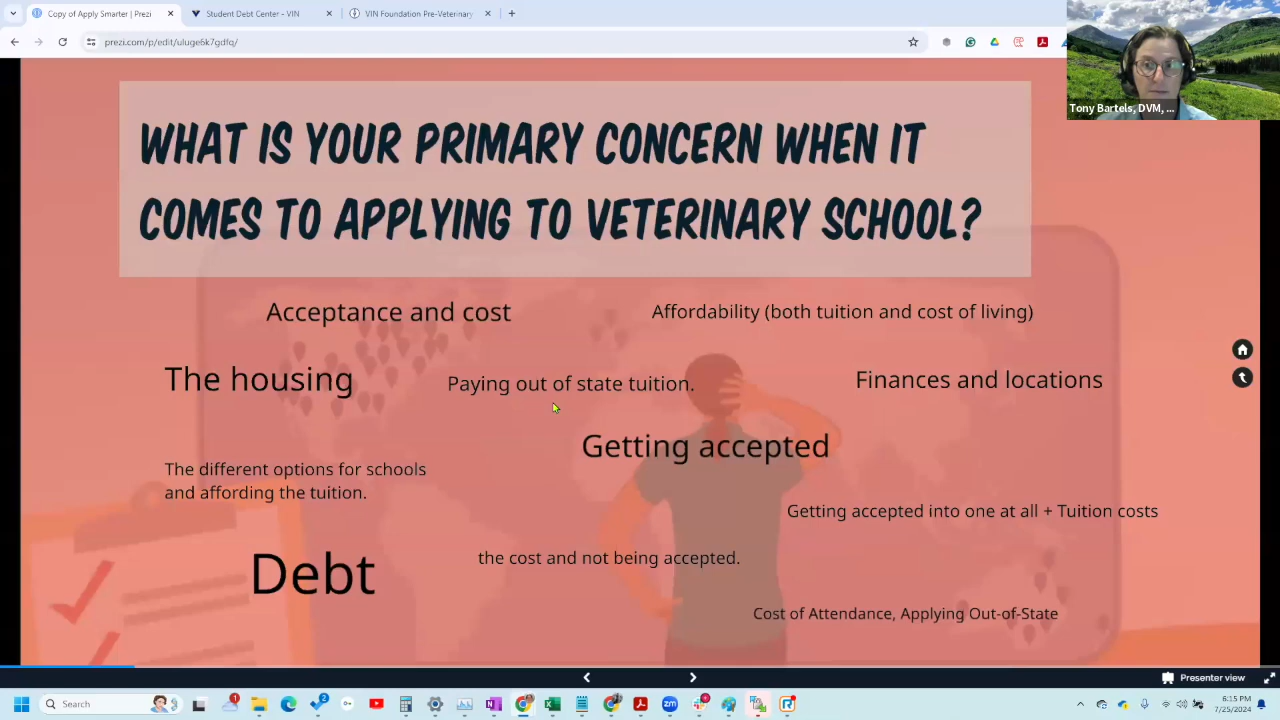 Copy of Apply Smarter | Prezi
Student Debt Center - VIN
VIN Foundation Pre-Veterinary
prezi.com/p/edit/uluge6k7gdfq/
Tony Bartels, DVM, ...
WHAT IS YOUR PRIMARY CONCERN WHEN IT
COMES TO APPLYING TO VETERINARY SCHOOL?
Acceptance and cost
Affordability (both tuition and cost of living)
The housing
Paying out of state tuition.
Finances and locations
Getting accepted
The different options for schools
and affording the tuition.
Getting accepted into one at all + Tuition costs
Debt
the cost and not being accepted.
Cost of Attendance, Applying Out-of-State
Presenter view
Search
6:15 PM
7/25/2024